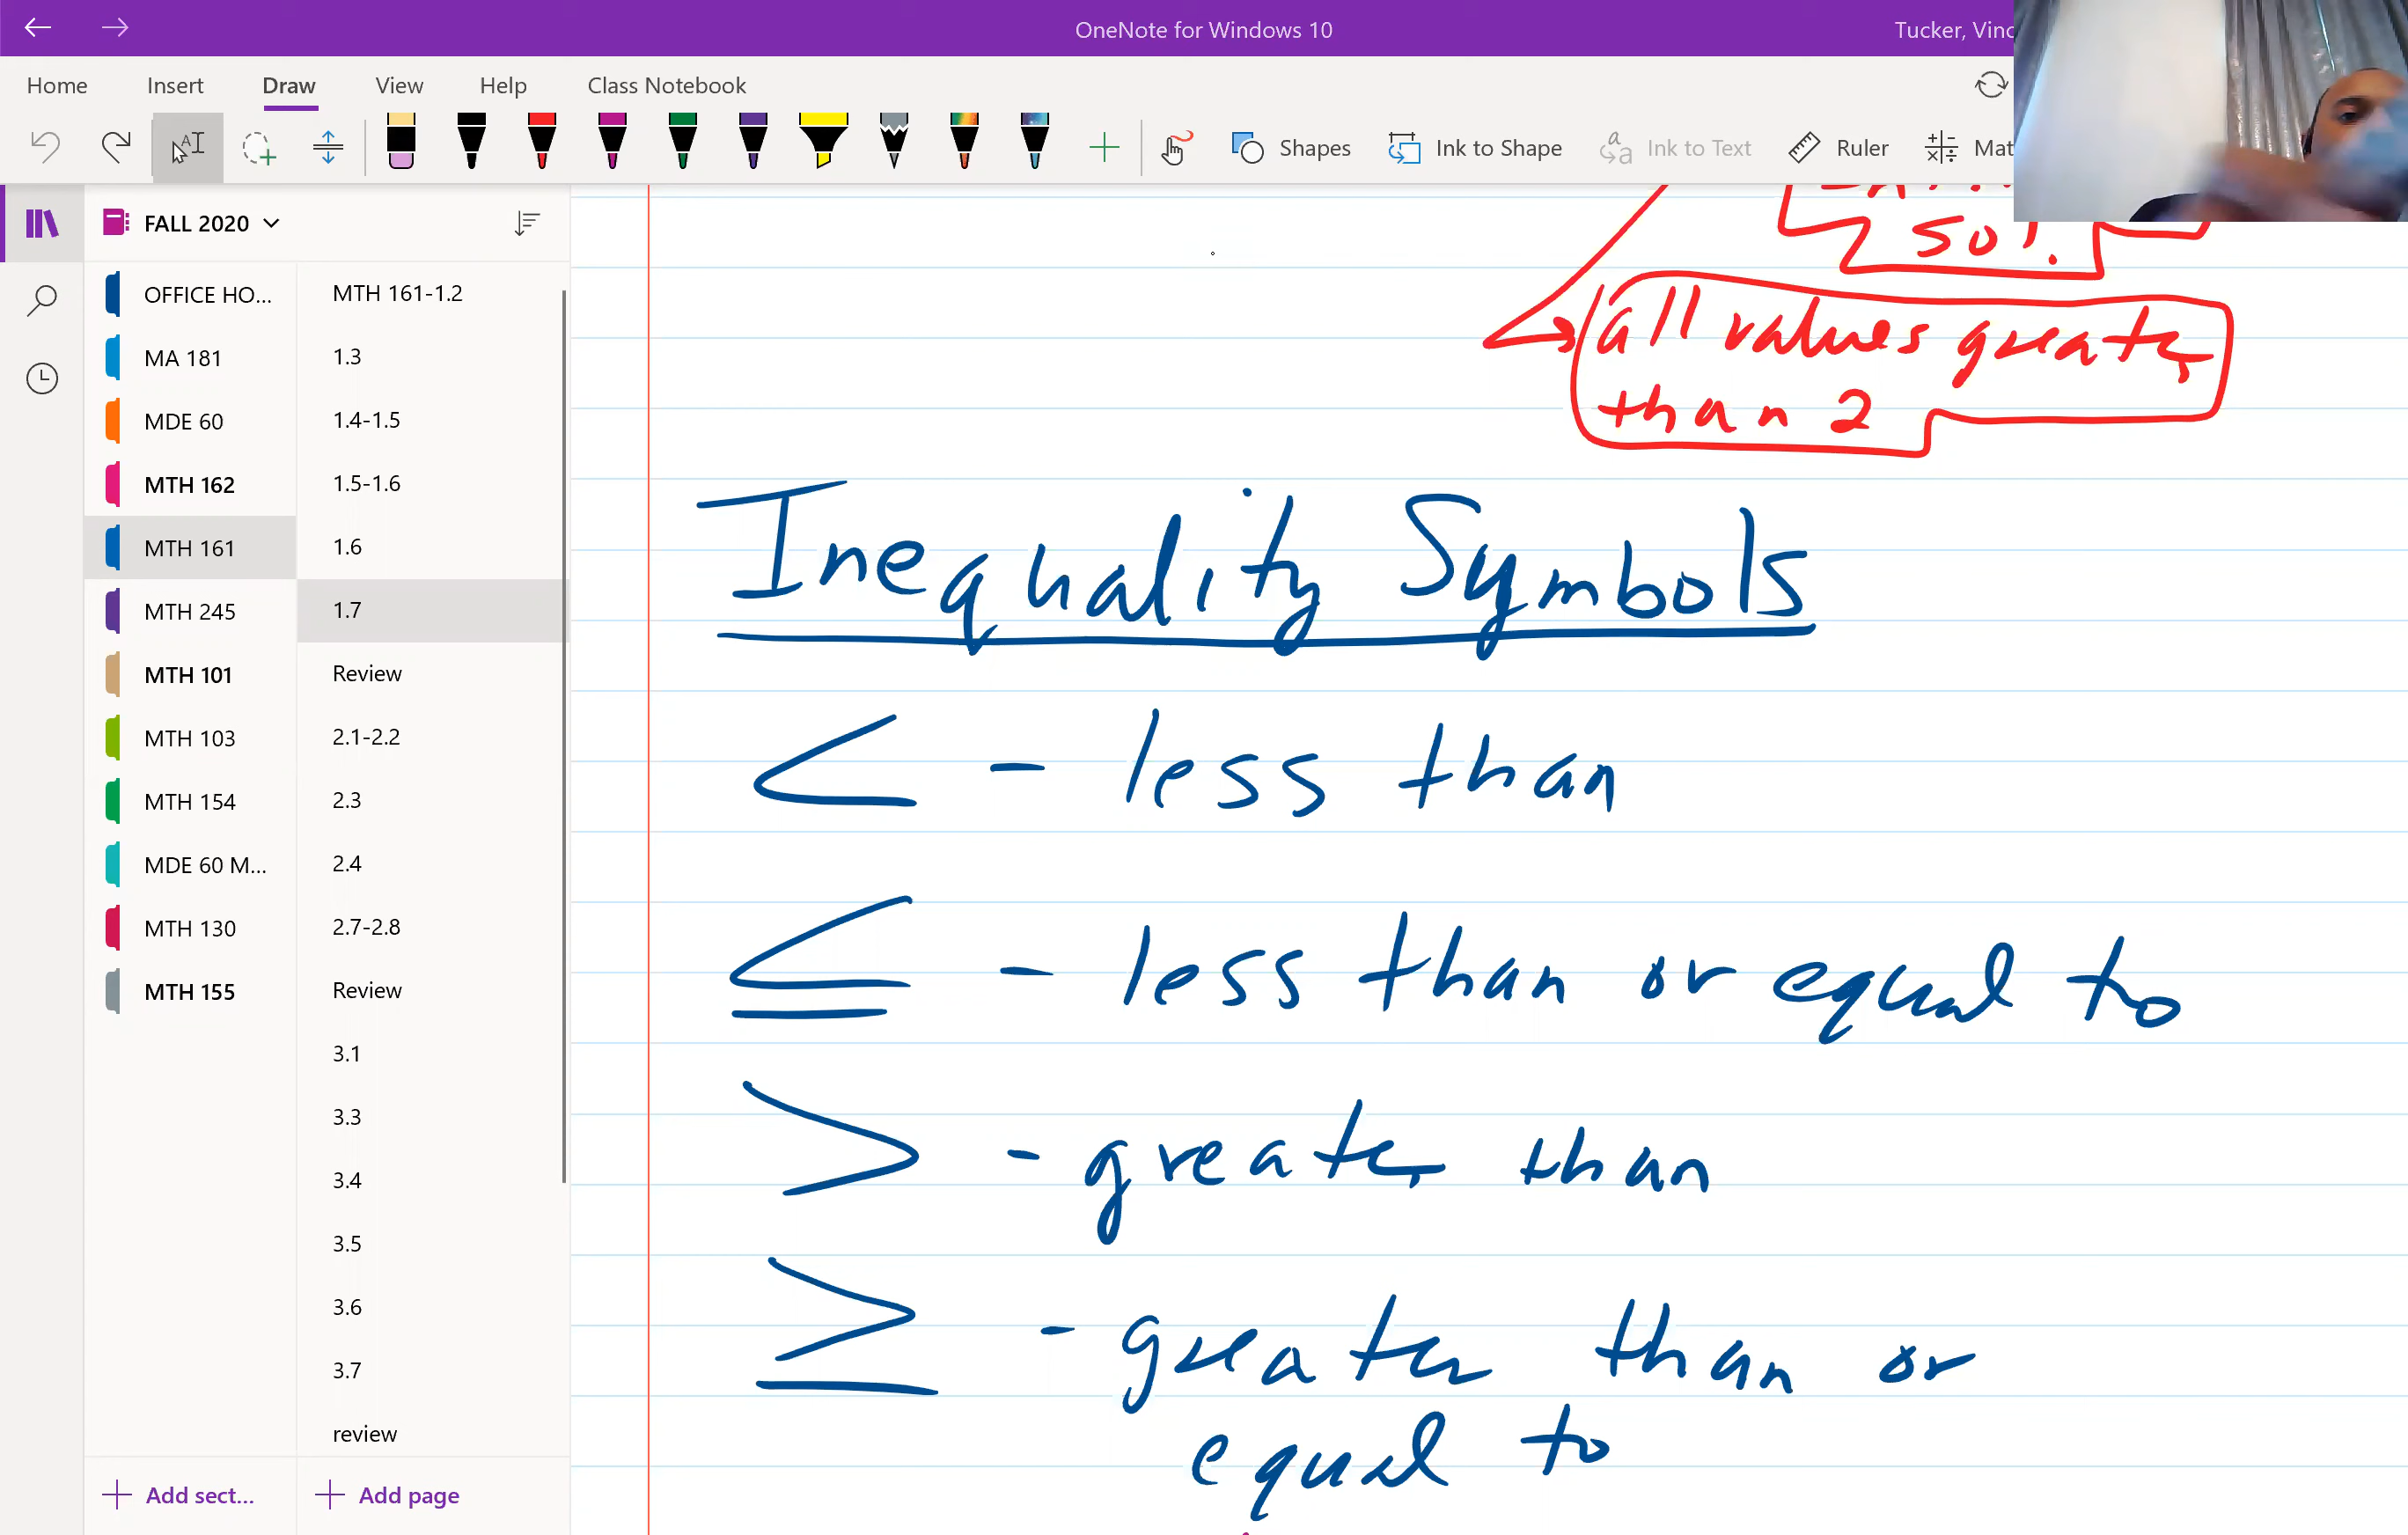 OneNote for Windows 10
Tucker, Vinc
Home Insert Draw View Help Class Notebook
Shapes Ink to Shape Ink to Text Ruler Mat
FALL 2020
OFFICE HO...
MA 181
MDE 60
MTH 162
MTH 161
MTH 245
MTH 101
MTH 103
MTH 154
MDE 60 M...
MTH 130
MTH 155
Add sect...
MTH 161-1.2
1.3
1.4-1.5
1.5-1.6
1.6
1.7
Review
2.1-2.2
2.3
2.4
2.7-2.8
Review
3.1
3.3
3.4
3.5
3.6
3.7
review
Add page
all values greater
than 2
Inequality Symbols
< - less than
≤ - less than or equal to
> - greater than
≥ - greater than or
equal to